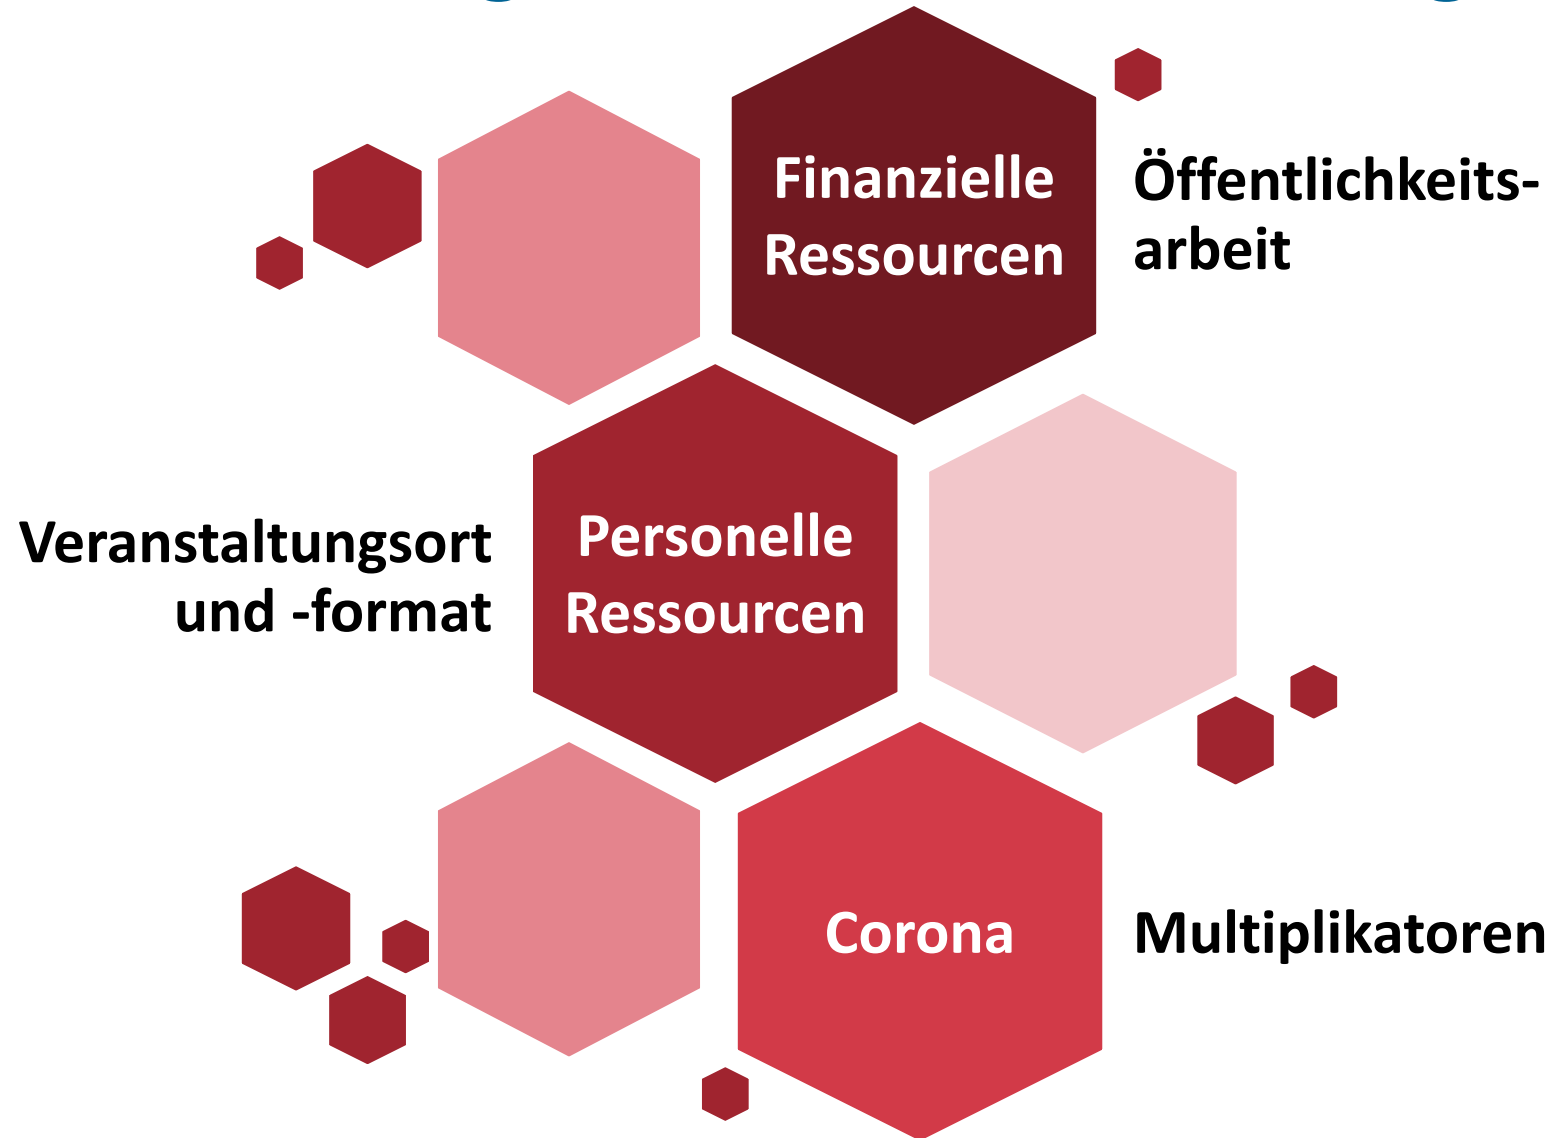 Finanzielle
Ressourcen
Öffentlichkeits-
arbeit
Veranstaltungsort
und -format
Personelle
Ressourcen
Corona
Multiplikatoren